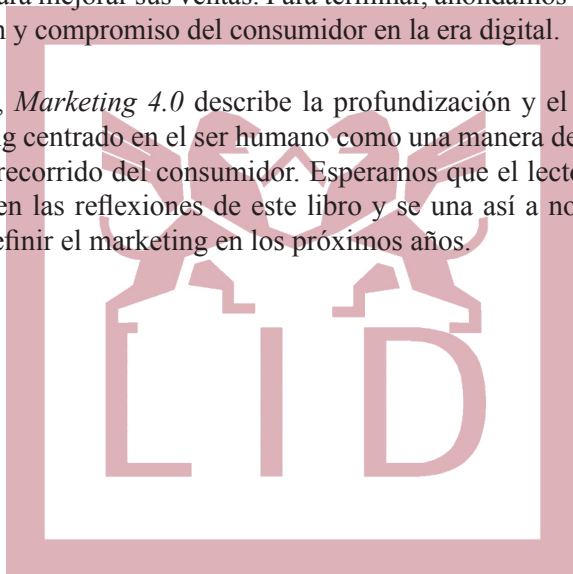 para mejorar sus ventas. Para terminar, ahondamos
n y compromiso del consumidor en la era digital.
, Marketing 4.0 describe la profundización y el
g centrado en el ser humano como una manera de
recorrido del consumidor. Esperamos que el lecto
en las reflexiones de este libro y se una así a no
efinir el marketing en los próximos años.
LID